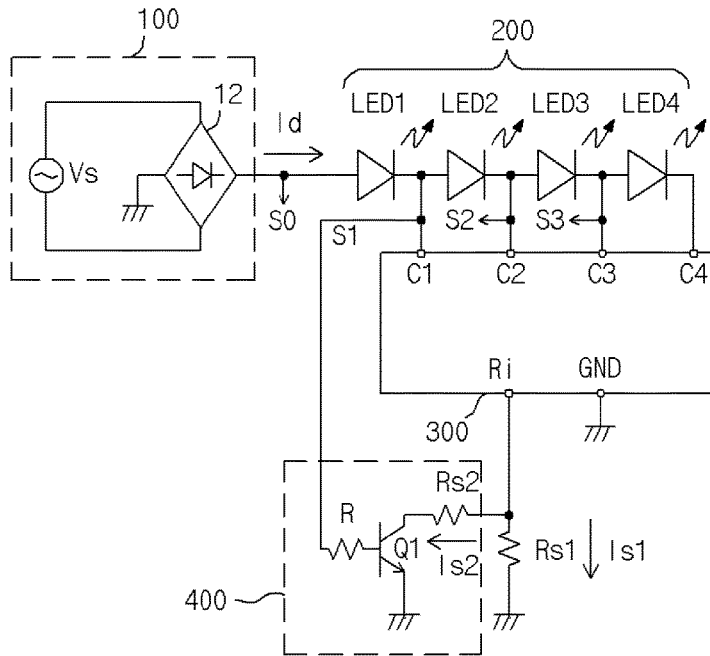 100
200
12
Id
LED1 LED2 LED3 LED4
Vs
S0
S1
S2
S3
C1 C2 C3 C4
Ri
GND
300
Rs2
R
Q1
Is2
Rs1
Is1
400